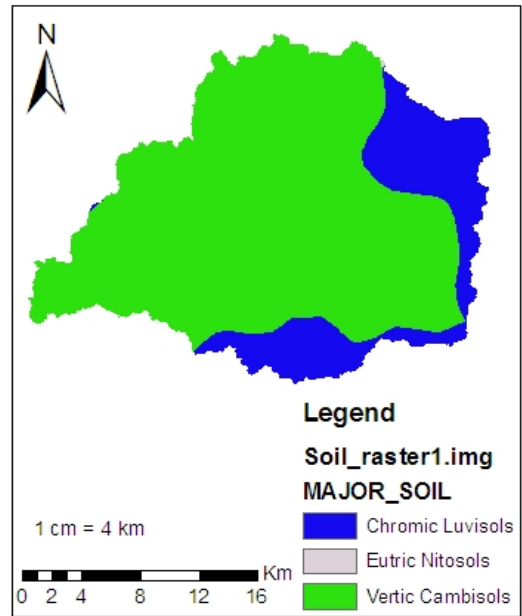 N
Legend
Soil_raster1.img
MAJOR_SOIL
Chromic Luvisols
Eutric Nitosols
Vertic Cambisols
1 cm = 4 km
Km
0 2 4 8 12 16